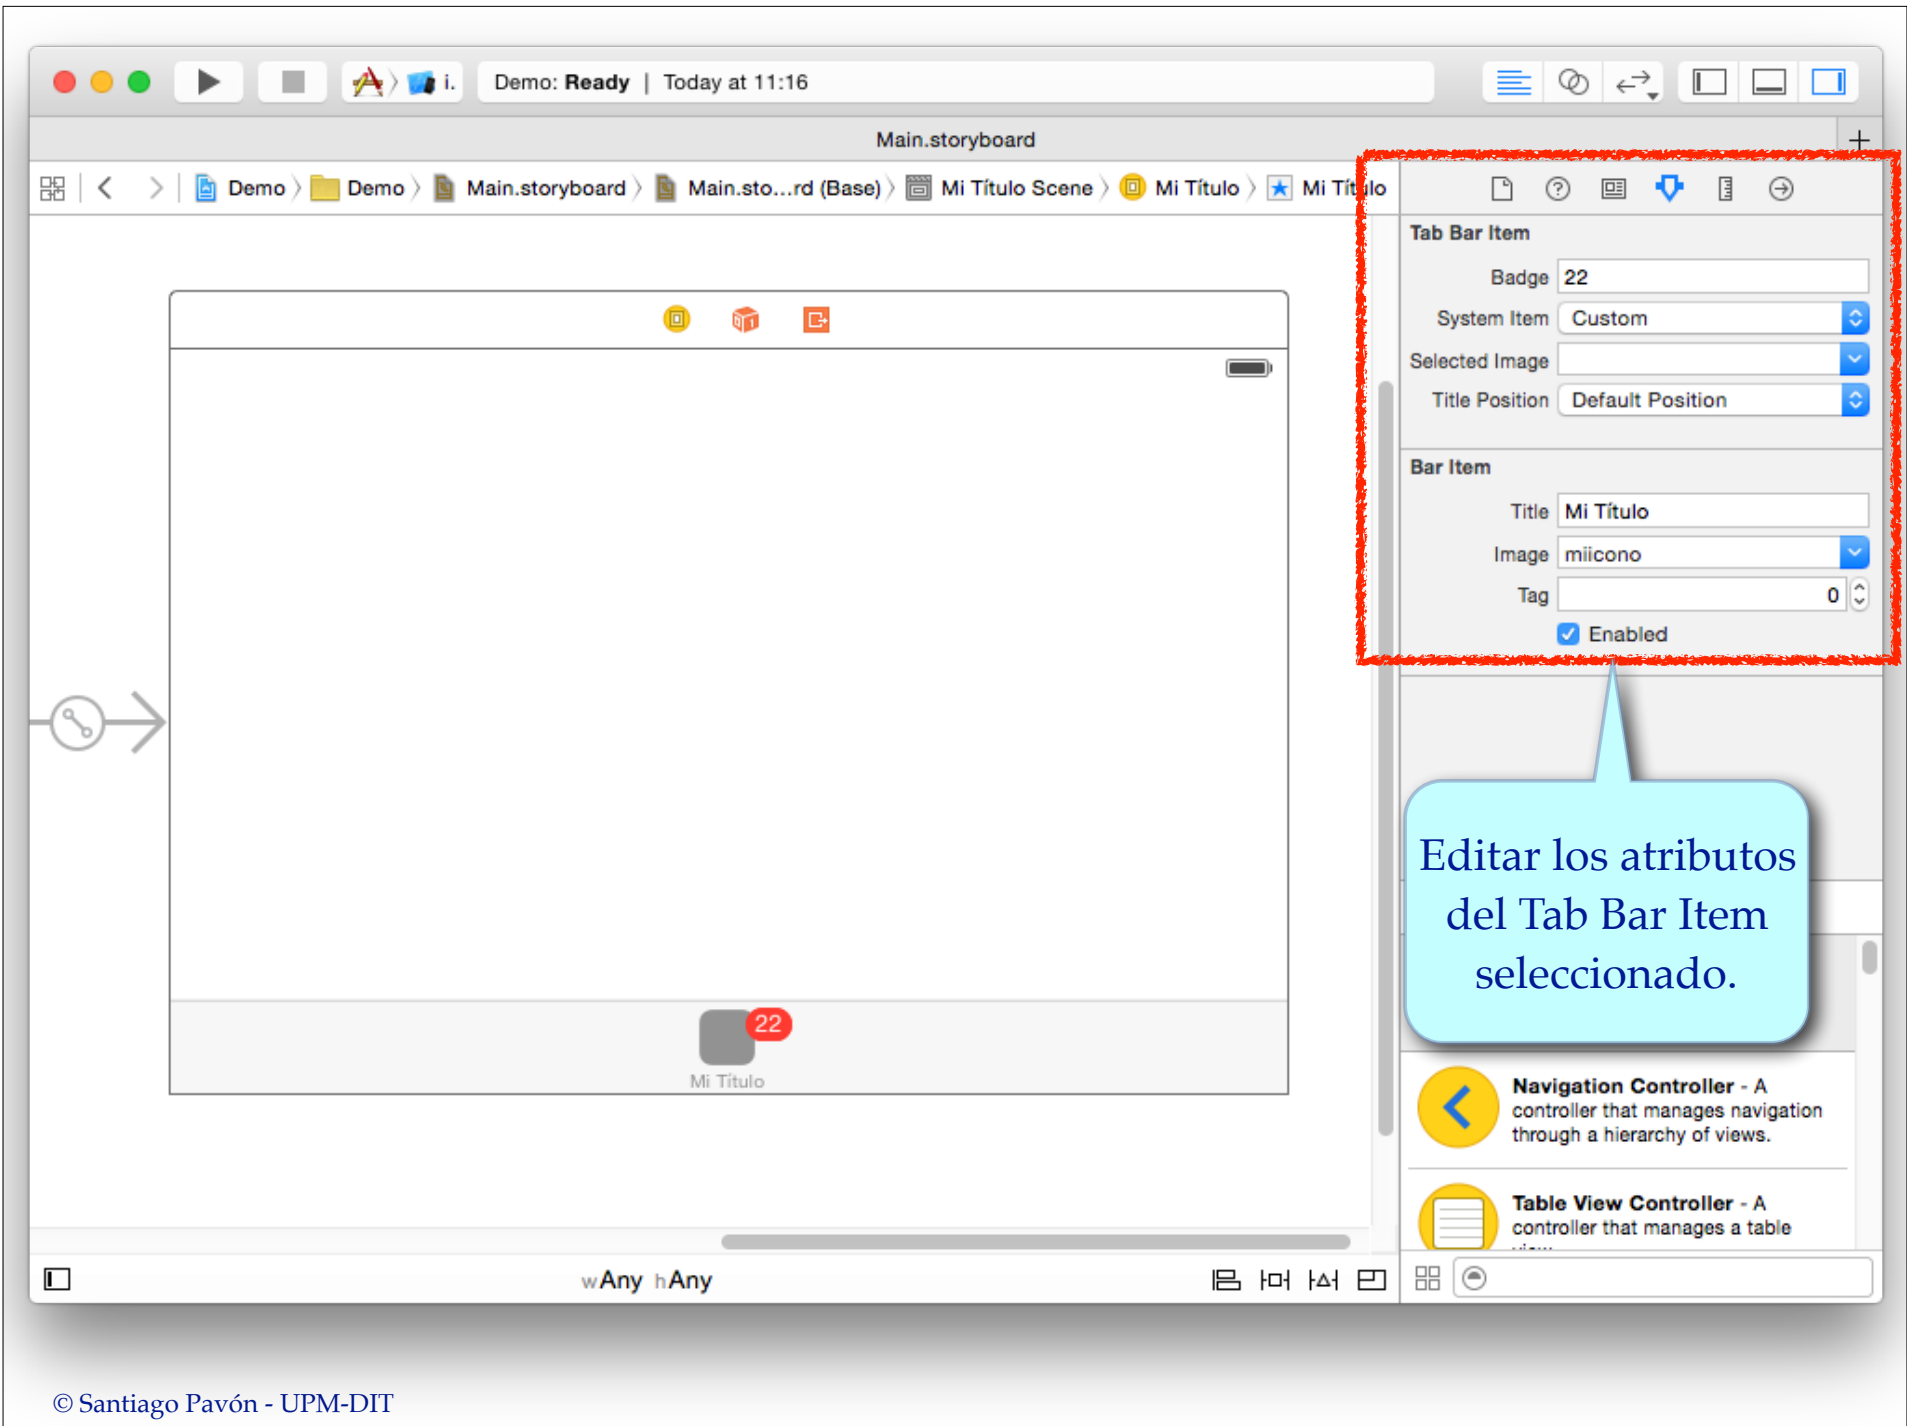 i.
Demo: Ready | Today at 11:16
Main.storyboard
Demo
Demo
Main.storyboard
Main.sto...rd (Base)
Mi Título Scene
Mi Título
Mi Título
Tab Bar Item
Badge 22
System Item Custom
Selected Image
Title Position Default Position
Bar Item
Title Mi Título
Image miicono
Tag 0
Enabled
22
Mi Título
Editar los atributos
del Tab Bar Item
seleccionado.
Navigation Controller - A
controller that manages navigation
through a hierarchy of views.
Table View Controller - A
controller that manages a table
wAny hAny
© Santiago Pavón - UPM-DIT